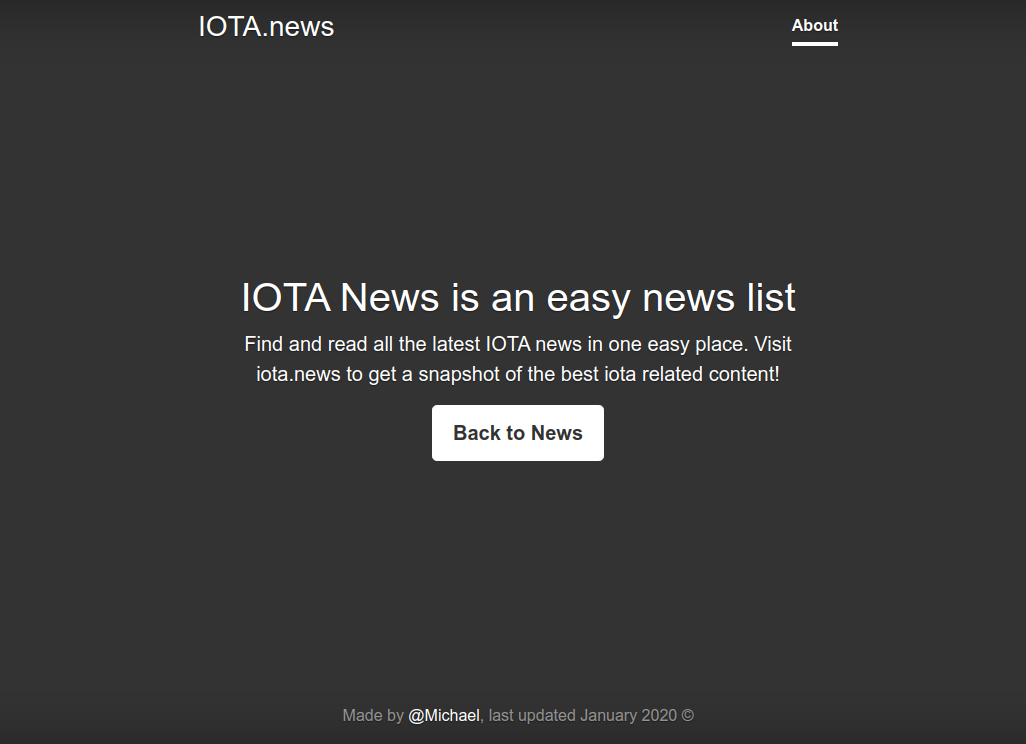 IOTA.news
About
IOTA News is an easy news list
Find and read all the latest IOTA news in one easy place. Visit
iota.news to get a snapshot of the best iota related content!
Back to News
Made by @Michael, last updated January 2020 ©